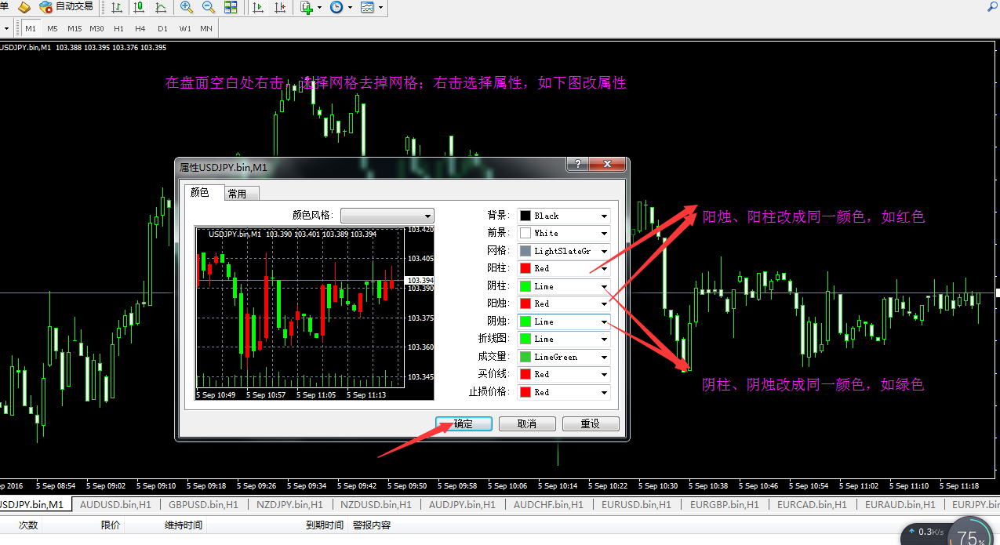 单 自动交易
M1 M5 M15 M30 H1 H4 D1 W1 MN
USDJPY.bin,M1 103.388 103.395 103.376 103.395
在盘面空白处右击，选择网格去掉网格；右击选择属性，如下图改属性
属性USDJPY.bin,M1
颜色 常用
颜色风格:
USDJPY.bin,M1 103.390 103.401 103.389 103.394
103.420
103.405
103.394
103.390
103.375
103.360
103.345
5 Sep 10:49 5 Sep 10:57 5 Sep 11:05 5 Sep 11:13
背景: Black
前景: White
网格: LightSlateGr
阳柱: Red
阴柱: Lime
阳烛: Red
阴烛: Lime
折线图: Lime
成交量: LimeGreen
买价线: Red
止损价格: Red
确定 取消 重设
阳烛、阳柱改成同一颜色，如红色
阴柱、阴烛改成同一颜色，如绿色
ep 2016 5 Sep 08:54 5 Sep 09:02 5 Sep 09:10 5 Sep 09:18 5 Sep 09:26 5 Sep 09:34 5 Sep 09:42 5 Sep 09:50 5 Sep 09:58 5 Sep 10:06 5 Sep 10:14 5 Sep 10:22 5 Sep 10:30 5 Sep 10:38 5 Sep 10:46 5 Sep 10:54 5 Sep 11:02 5 Sep 11:10 5 Sep 11:18
USDJPY.bin,M1 AUDUSD.bin,H1 GBPUSD.bin,H1 NZDJPY.bin,H1 NZDUSD.bin,H1 AUDJPY.bin,H1 AUDCHF.bin,H1 EURUSD.bin,H1 EURGBP.bin,H1 EURCAD.bin,H1 EURAUD.bin,H1 EURJPY.bin
次数 限价 维持时间 到期时间 警报内容
0.3K/s 75%